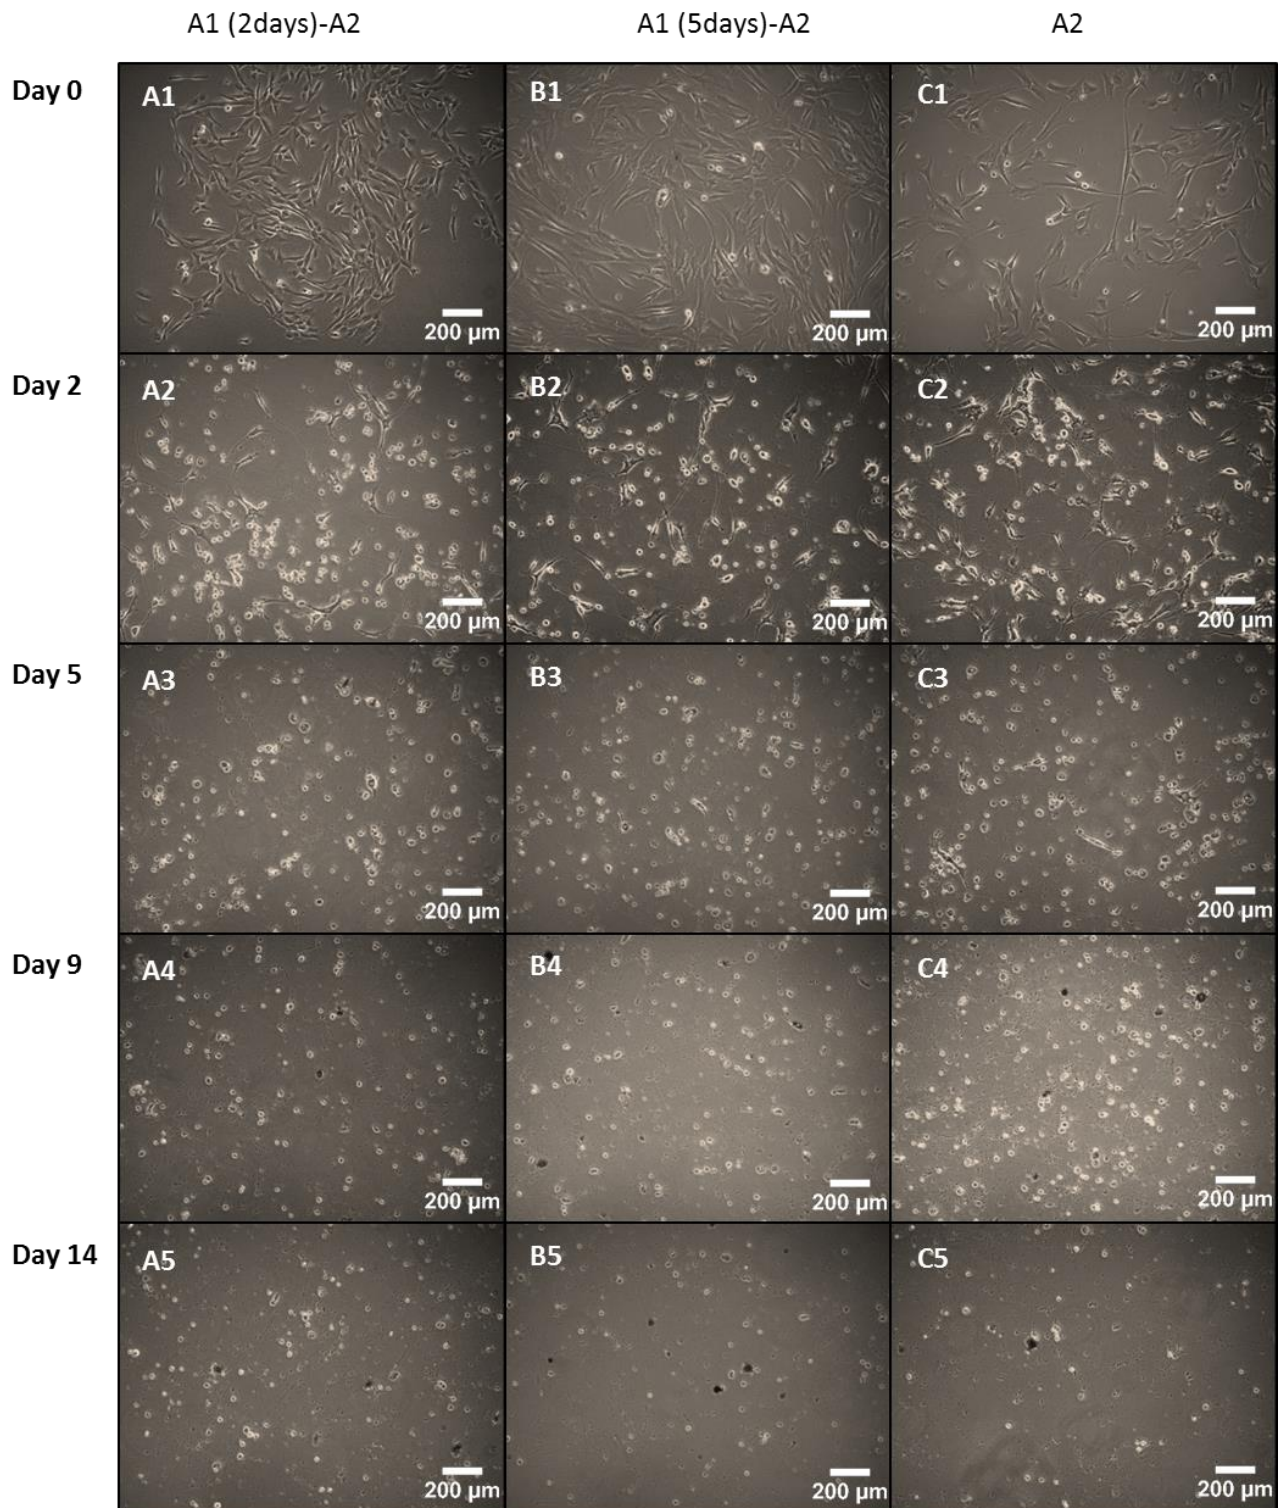 A1 (2days)-A2 A1 (5days)-A2 A2
Day 0
A1 B1 C1
200 µm 200 µm 200 µm
Day 2
A2 B2 C2
200 µm 200 µm 200 µm
Day 5
A3 B3 C3
200 µm 200 µm 200 µm
Day 9
A4 B4 C4
200 µm 200 µm 200 µm
Day 14
A5 B5 C5
200 µm 200 µm 200 µm